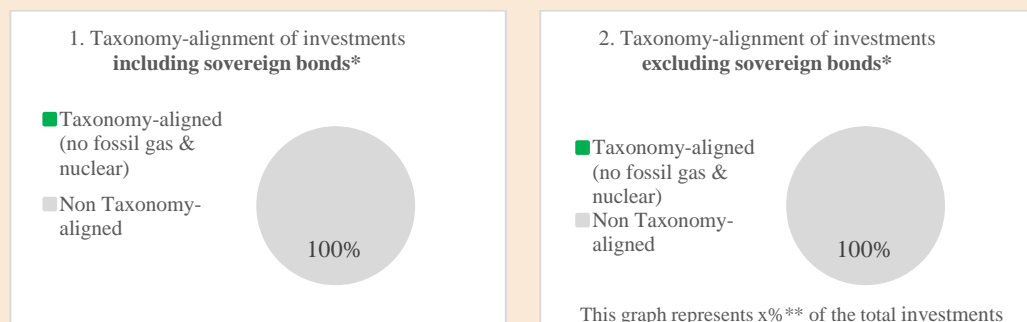 1. Taxonomy-alignment of investments
including sovereign bonds*
Taxonomy-aligned
(no fossil gas &
nuclear)
Non Taxonomy-
aligned
100%
2. Taxonomy-alignment of investments
excluding sovereign bonds*
Taxonomy-aligned
(no fossil gas &
nuclear)
Non Taxonomy-
aligned
100%
This graph represents x%** of the total investments